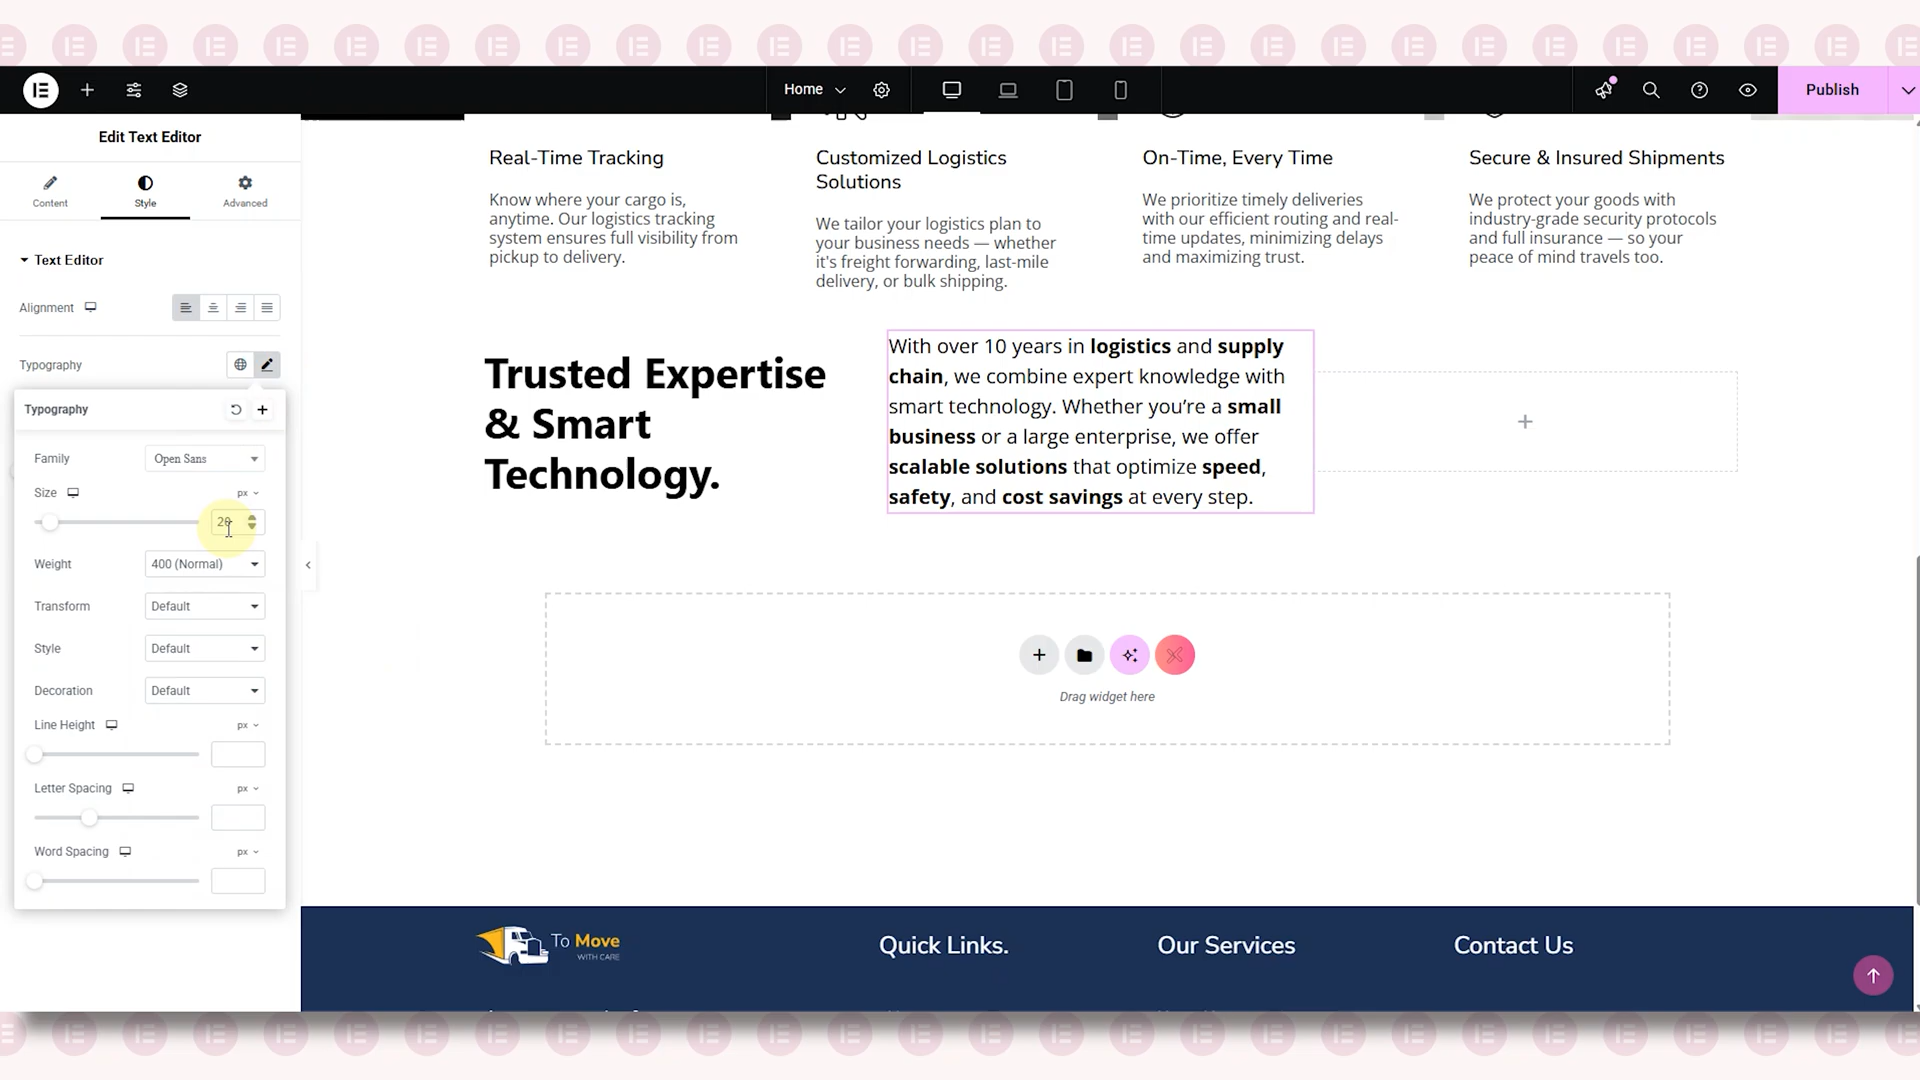 Home
Publish
Edit Text Editor
Content
Style
Advanced
Text Editor
Alignment
Typography
Typography
Family
Open Sans
Size
px
20
Weight
400 (Normal)
Transform
Default
Style
Default
Decoration
Default
Line Height
px
Letter Spacing
px
Word Spacing
px
Real-Time Tracking
Know where your cargo is,
anytime. Our logistics tracking
system ensures full visibility from
pickup to delivery.
Customized Logistics
Solutions
We tailor your logistics plan to
your business needs — whether
it's freight forwarding, last-mile
delivery, or bulk shipping.
On-Time, Every Time
We prioritize timely deliveries
with our efficient routing and real-
time updates, minimizing delays
and maximizing trust.
Secure & Insured Shipments
We protect your goods with
industry-grade security protocols
and full insurance — so your
peace of mind travels too.
Trusted Expertise
& Smart
Technology.
With over 10 years in logistics and supply
chain, we combine expert knowledge with
smart technology. Whether you’re a small
business or a large enterprise, we offer
scalable solutions that optimize speed,
safety, and cost savings at every step.
Drag widget here
To Move
WITH CARE
Quick Links.
Our Services
Contact Us